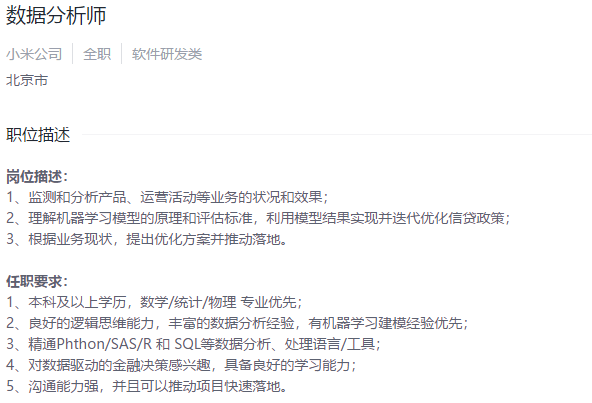 数据分析师
小米公司 全职 软件研发类
北京市
职位描述
岗位描述：
1、监测和分析产品、运营活动等业务的状况和效果；
2、理解机器学习模型的原理和评估标准，利用模型结果实现并迭代优化信贷政策；
3、根据业务现状，提出优化方案并推动落地。
任职要求：
1、本科及以上学历，数学/统计/物理 专业优先；
2、良好的逻辑思维能力，丰富的数据分析经验，有机器学习建模经验优先；
3、精通Phthon/SAS/R 和 SQL等数据分析、处理语言/工具；
4、对数据驱动的金融决策感兴趣，具备良好的学习能力；
5、沟通能力强，并且可以推动项目快速落地。